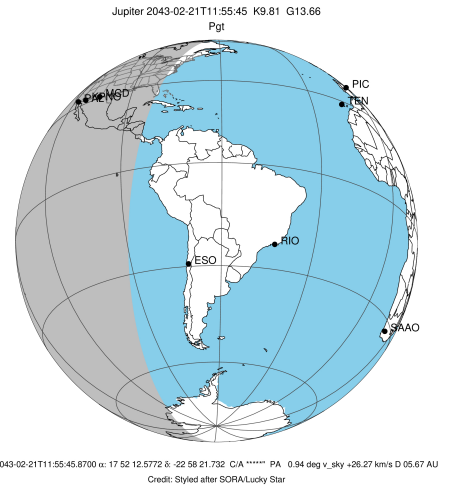 Jupiter 2043-02-21T11:55:45 K9.81 G13.66
Pgt
PIC
TEN
MCD
RIO
ESO
SAAO
043-02-21T11:55:45.8700 α: 17 52 12.5772 δ: -22 58 21.732 C/A *****" PA 0.94 deg v_sky +26.27 km/s D 05.67 AU
Credit: Styled after SORA/Lucky Star